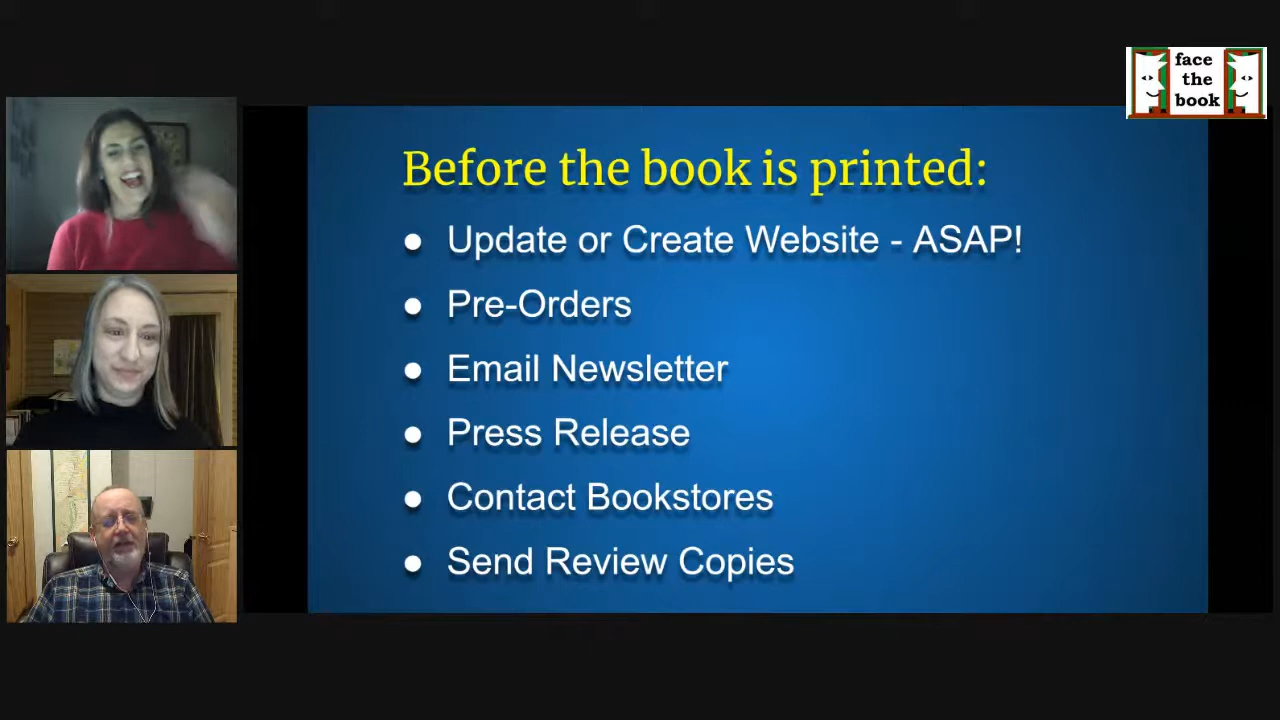 face
the
book
Before the book is printed:
● Update or Create Website - ASAP!
● Pre-Orders
● Email Newsletter
● Press Release
● Contact Bookstores
● Send Review Copies